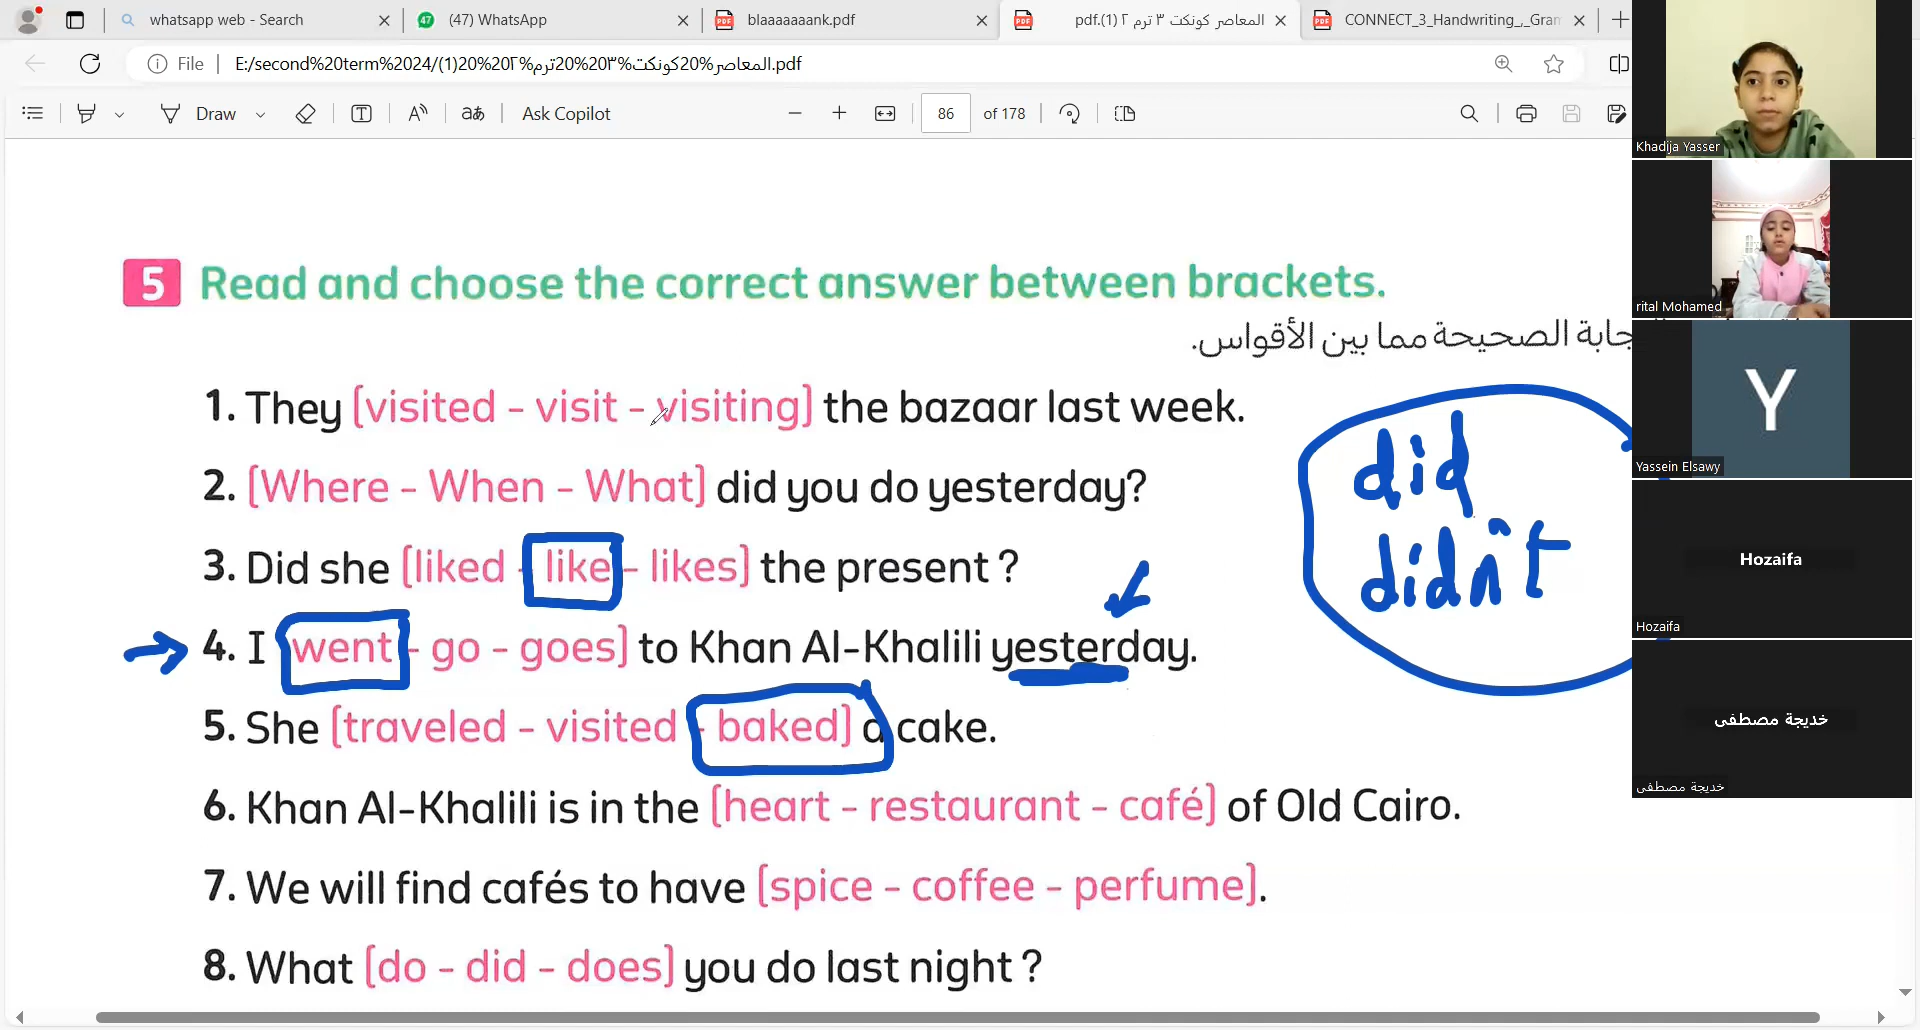 whatsapp web - Search
(47) WhatsApp
blaaaaaaank.pdf
المعاصر كونكت ٣ ترم ٢ (1).pdf
CONNECT_3_Handwriting_,_Gram
File
E:/second%20term%2024/(1)%20المعاصر%20كونكت%20٣%20ترم%20٢.pdf
Draw
Ask Copilot
86 of 178
5 Read and choose the correct answer between brackets.
جابة الصحيحة مما بين الأقواس.
1. They [visited - visit - visiting] the bazaar last week.
2. [Where - When - What] did you do yesterday?
3. Did she [liked - like - likes] the present ?
4. I went - go - goes] to Khan Al-Khalili yesterday.
5. She [traveled - visited - baked] a cake.
6. Khan Al-Khalili is in the [heart - restaurant - café] of Old Cairo.
7. We will find cafés to have [spice - coffee - perfume].
8. What [do - did - does] you do last night ?
did
didn't
Khadija Yasser
rital Mohamed
Y
Yassein Elsawy
Hozaifa
Hozaifa
خديجة مصطفى
خديجة مصطفى